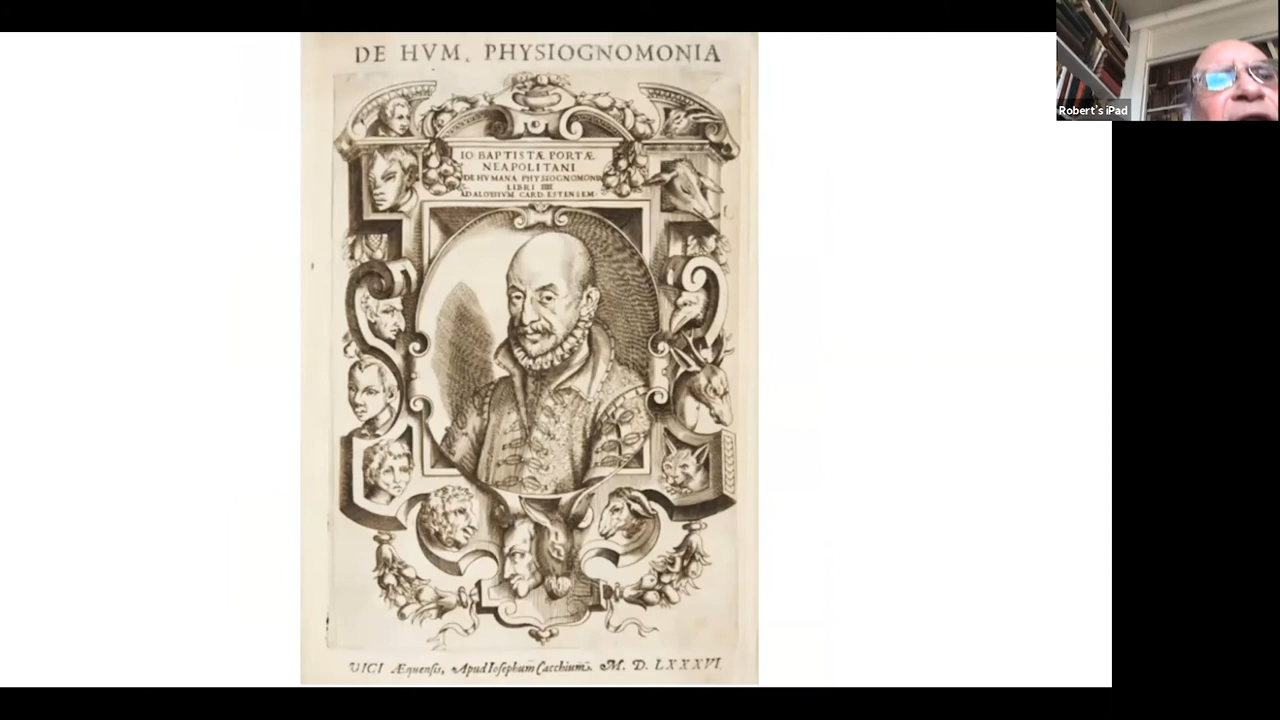 DE HVM. PHYSIOGNOMONIA
IO. BAPTISTÆ PORTÆ
NEAPOLITANI
DE HVMANA PHYSIOGNOMONIA
LIBRI IIII
AD ALOYSIVM CARD. ESTENSEM.
VICI Æquensis, Apud Iosephum Cacchium. M. D. LXXXVI.
Robert's iPad